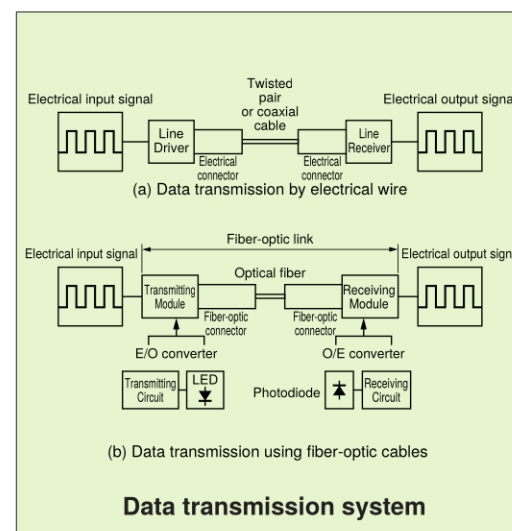 Twisted
pair
or coaxial
cable
Electrical input signal
Electrical output signal
Line
Driver
Line
Receiver
Electrical
connector
Electrical
connector
(a) Data transmission by electrical wire
Fiber-optic link
Electrical input signal
Electrical output signal
Optical fiber
Transmitting
Module
Receiving
Module
Fiber-optic
connector
Fiber-optic
connector
E/O converter
O/E converter
Transmitting
Circuit
LED
Photodiode
Receiving
Circuit
(b) Data transmission using fiber-optic cables
Data transmission system